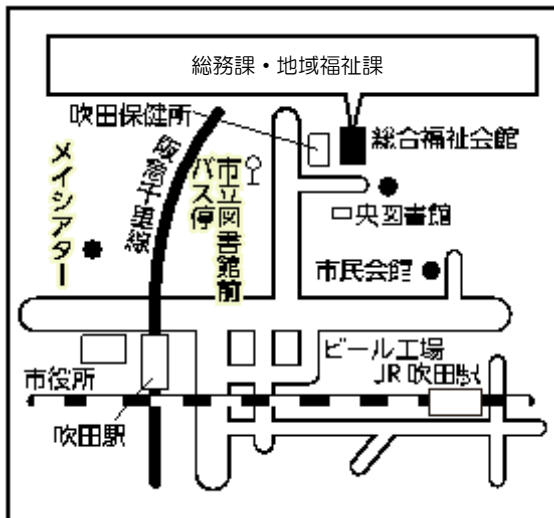 総務課・地域福祉課
吹田保健所
総合福祉会館
阪急千里線
市立図書館前
バス停
メイシアター
中央図書館
市民会館
ビール工場
市役所
JR吹田駅
吹田駅